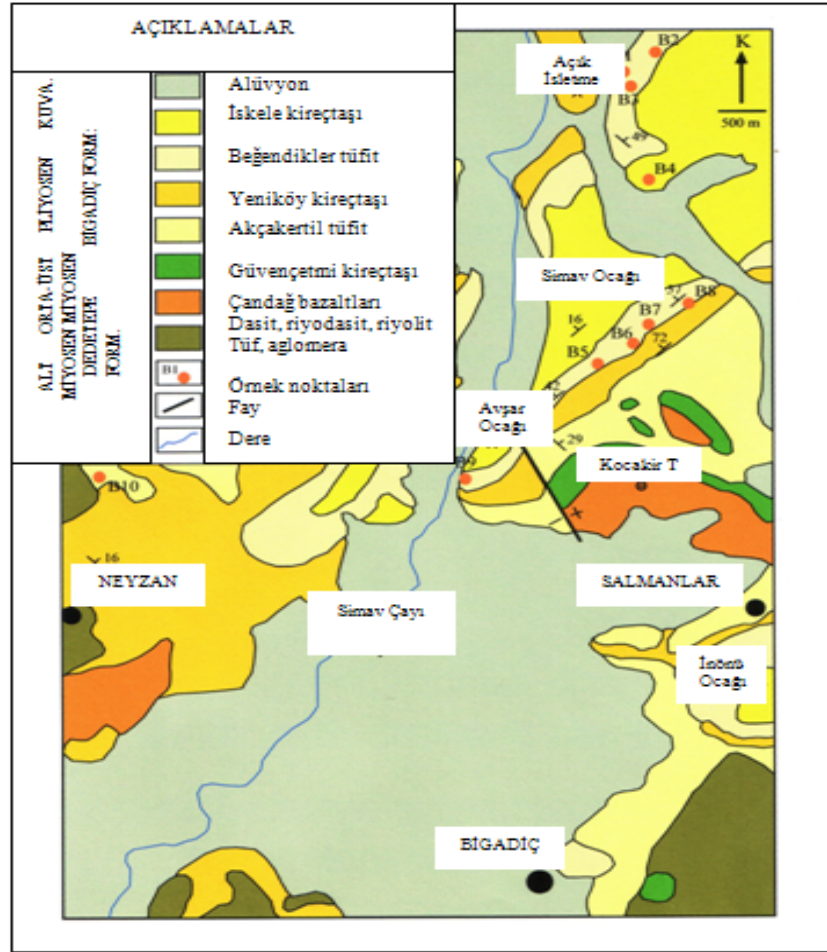 AÇIKLAMALAR
KUVA.
PLİYOSEN
BİGADİÇ FORM:
ORTA-ÜST
MİYOSEN
ALT
MİYOSEN
DEDETEPE
FORM.
Alüvyon
İskele kireçtaşı
Beğendikler tüfit
Yeniköy kireçtaşı
Akçakertil tüfit
Güvençetmi kireçtaşı
Çandağ bazaltları
Dasit, riyodasit, riyolit
Tüf, aglomera
B1
Örnek noktaları
Fay
Dere
Açık
İsletme
B2
B3
49
K
500 m
B4
Simav Ocağı
57
B8
B7
16
B6
72
B5
Avşar
Ocağı
29
B9
Kocakir T
B10
16
NEYZAN
SALMANLAR
Simav Çayı
İnönü
Ocağı
BİGADİÇ